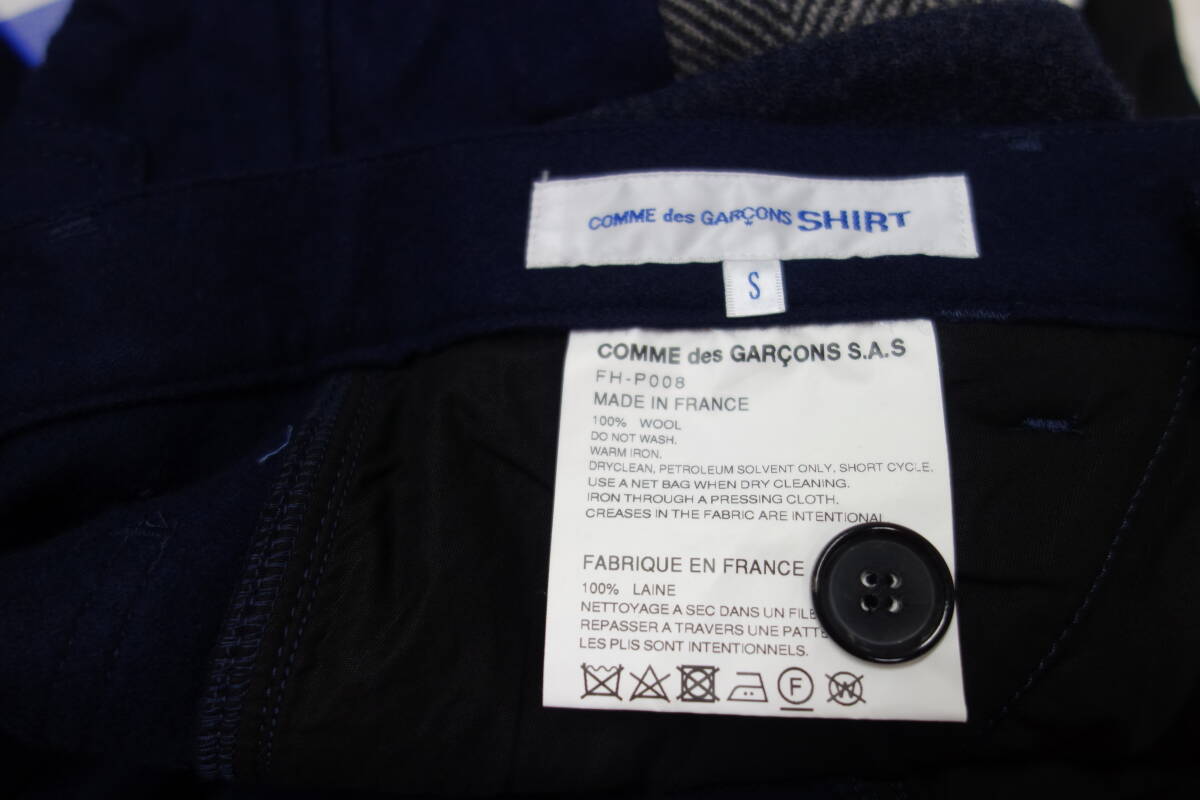 COMME des GARÇONS SHIRT
S
COMME des GARÇONS S.A.S
FH-P008
MADE IN FRANCE
100% WOOL
DO NOT WASH.
WARM IRON.
DRYCLEAN, PETROLEUM SOLVENT ONLY, SHORT CYCLE.
USE A NET BAG WHEN DRY CLEANING.
IRON THROUGH A PRESSING CLOTH.
CREASES IN THE FABRIC ARE INTENTIONAL
FABRIQUE EN FRANCE
100% LAINE
NETTOYAGE A SEC DANS UN
REPASSER A TRAVERS UNE
LES PLIS SONT INTENTIONNELS.
F W